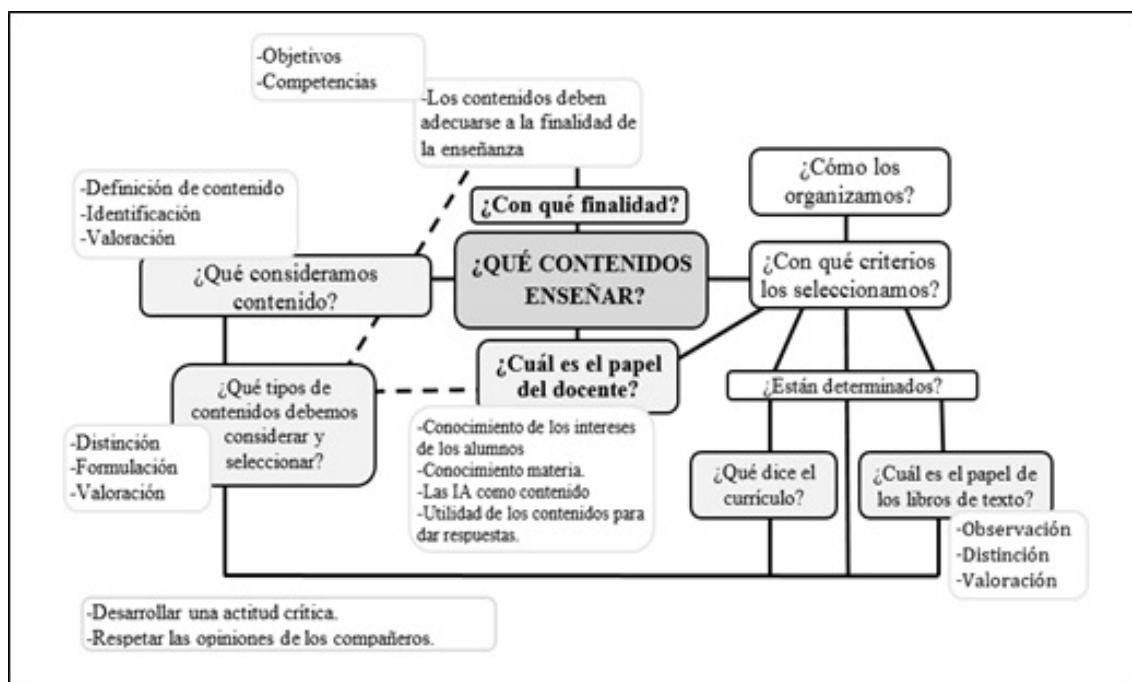 -Objetivos
-Competencias
-Los contenidos deben
adecuarse a la finalidad de
la enseñanza
¿Cómo los
organizamos?
-Definición de contenido
-Identificación
-Valoración
¿Con qué finalidad?
¿Qué consideramos
contenido?
¿QUÉ CONTENIDOS
ENSEÑAR?
¿Con qué criterios
los seleccionamos?
¿Cuál es el papel
del docente?
¿Qué tipos de
contenidos debemos
considerar y
seleccionar?
¿Están determinados?
-Distinción
-Formulación
-Valoración
-Conocimiento de los intereses
de los alumnos
-Conocimiento materia.
-Las IA como contenido
-Utilidad de los contenidos para
dar respuestas.
¿Qué dice el
currículo?
¿Cuál es el papel de
los libros de texto?
-Observación
-Distinción
-Valoración
-Desarrollar una actitud crítica.
-Respetar las opiniones de los compañeros.